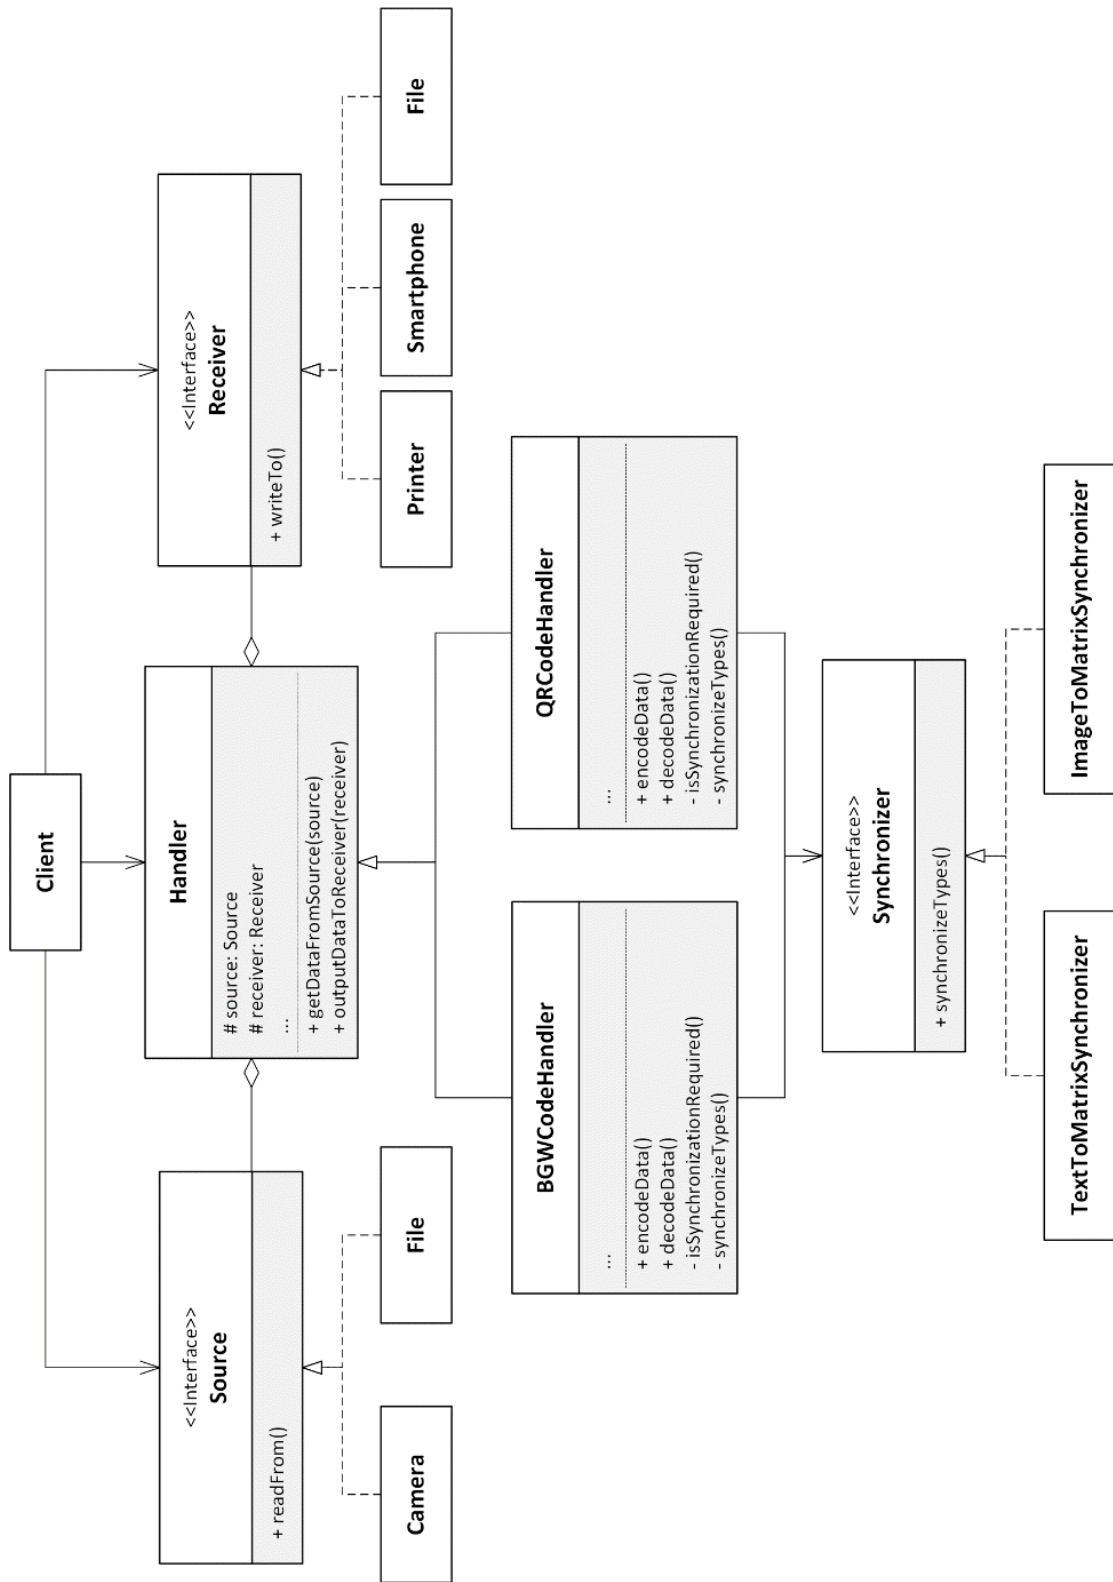 Client
<<Interface>>
Source
+ readFrom()
Handler
# source: Source
# receiver: Receiver
...
+ getDataFromSource(source)
+ outputDataToReceiver(receiver)
<<Interface>>
Receiver
+ writeTo()
Camera
File
Printer
Smartphone
File
BGWCodeHandler
...
+ encodeData()
+ decodeData()
- isSynchronizationRequired()
- synchronizeTypes()
QRCodeHandler
...
+ encodeData()
+ decodeData()
- isSynchronizationRequired()
- synchronizeTypes()
<<Interface>>
Synchronizer
+ synchronizeTypes()
TextToMatrixSynchronizer
ImageToMatrixSynchronizer